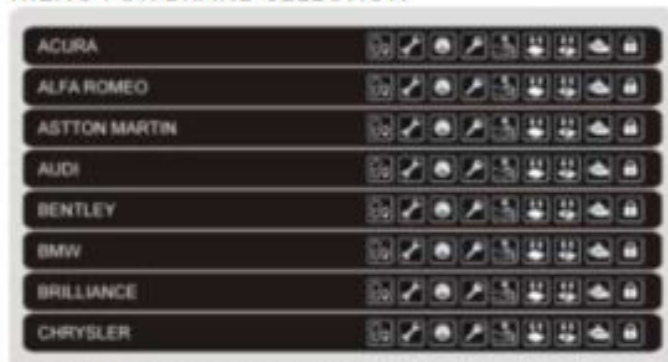 ACURA
ALFA ROMEO
ASTTON MARTIN
AUDI
BENTLEY
BMW
BRILLIANCE
CHRYSLER